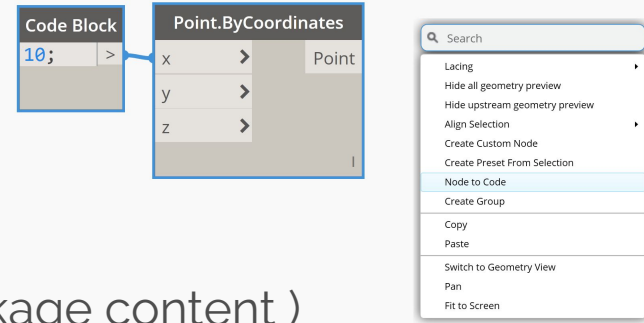 Code Block
10; >
Point.ByCoordinates
x > Point
y >
z >
l
Search
Lacing
Hide all geometry preview
Hide upstream geometry preview
Align Selection
Create Custom Node
Create Preset From Selection
Node to Code
Create Group
Copy
Paste
Switch to Geometry View
Pan
Fit to Screen
kage content )